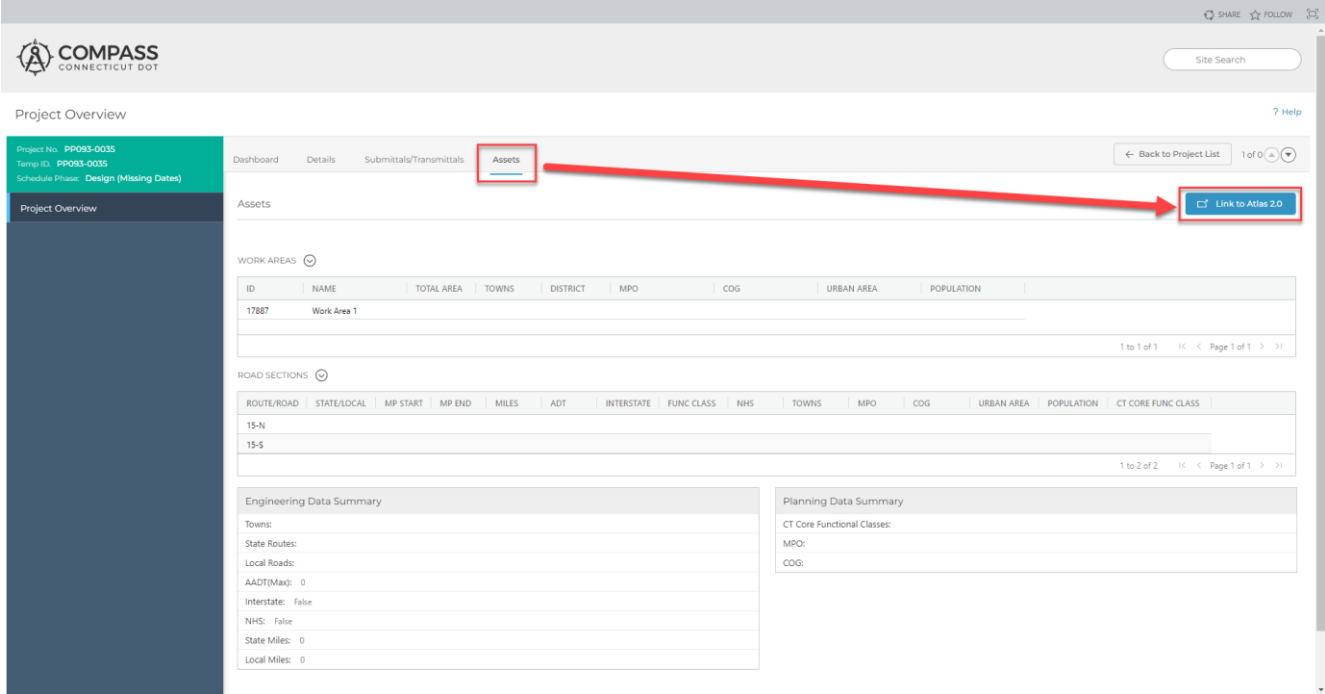 SHARE FOLLOW
COMPASS
CONNECTICUT DOT
Site Search
Project Overview
? Help
Project No. PP093-0035
Temp ID. PP093-0035
Schedule Phase: Design (Missing Dates)
Project Overview
Dashboard Details Submittals/Transmittals Assets
Back to Project List 1 of 0
Assets
Link to Atlas 2.0
WORK AREAS
ID NAME TOTAL AREA TOWNS DISTRICT MPO COG URBAN AREA POPULATION
17887 Work Area 1
1 to 1 of 1 Page 1 of 1
ROAD SECTIONS
ROUTE/ROAD STATE/LOCAL MP START MP END MILES ADT INTERSTATE FUNC CLASS NHS TOWNS MPO COG URBAN AREA POPULATION CT CORE FUNC CLASS
15-N
15-S
1 to 2 of 2 Page 1 of 1
Engineering Data Summary
Towns:
State Routes:
Local Roads:
AADT(Max): 0
Interstate: False
NHS: False
State Miles: 0
Local Miles: 0
Planning Data Summary
CT Core Functional Classes:
MPO:
COG: